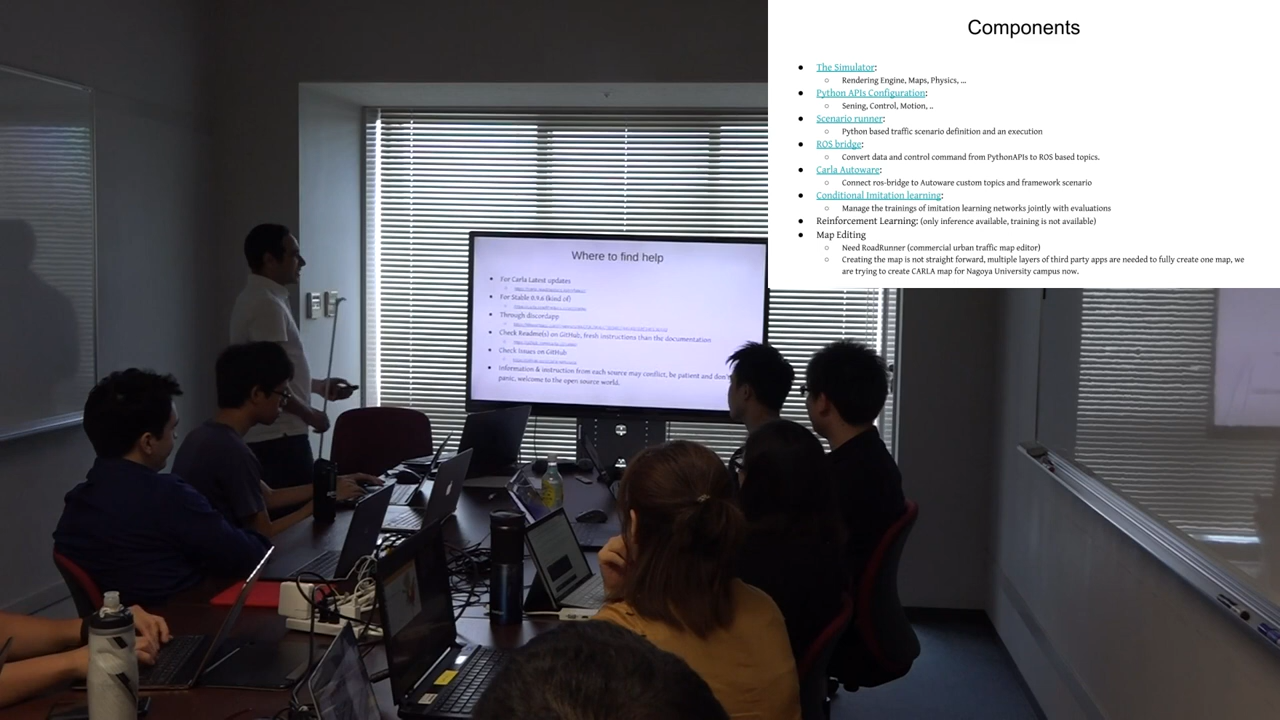 Components
● The Simulator:
○ Rendering Engine, Maps, Physics, ...
● Python APIs Configuration:
○ Sening, Control, Motion, ..
● Scenario runner:
○ Python based traffic scenario definition and an execution
● ROS bridge:
○ Convert data and control command from PythonAPIs to ROS based topics.
● Carla Autoware:
○ Connect ros-bridge to Autoware custom topics and framework scenario
● Conditional Imitation learning:
○ Manage the trainings of imitation learning networks jointly with evaluations
● Reinforcement Learning: (only inference available, training is not available)
● Map Editing
○ Need RoadRunner (commercial urban traffic map editor)
○ Creating the map is not straight forward, multiple layers of third party apps are needed to fully create one map, we
are trying to create CARLA map for Nagoya University campus now.
Where to find help
● For Carla Latest updates
● For Stable 0.9.6 (kind of)
● Through discordapp
● Check Readme(s) on GitHub, fresh instructions than the documentation
● Check Issues on GitHub
● Information & instruction from each source may conflict, be patient and don't
panic, welcome to the open source world.